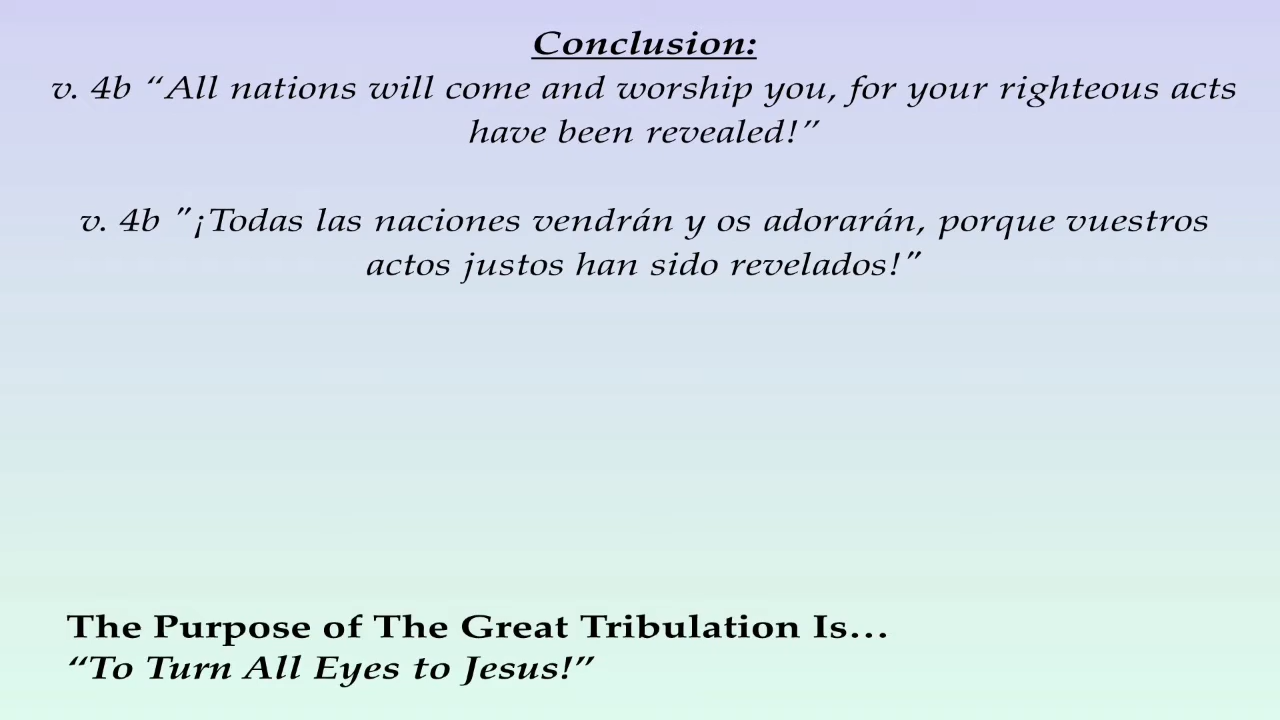 Conclusion:
v. 4b “All nations will come and worship you, for your righteous acts
have been revealed!”
v. 4b "¡Todas las naciones vendrán y os adorarán, porque vuestros
actos justos han sido revelados!"
The Purpose of The Great Tribulation Is…
“To Turn All Eyes to Jesus!”